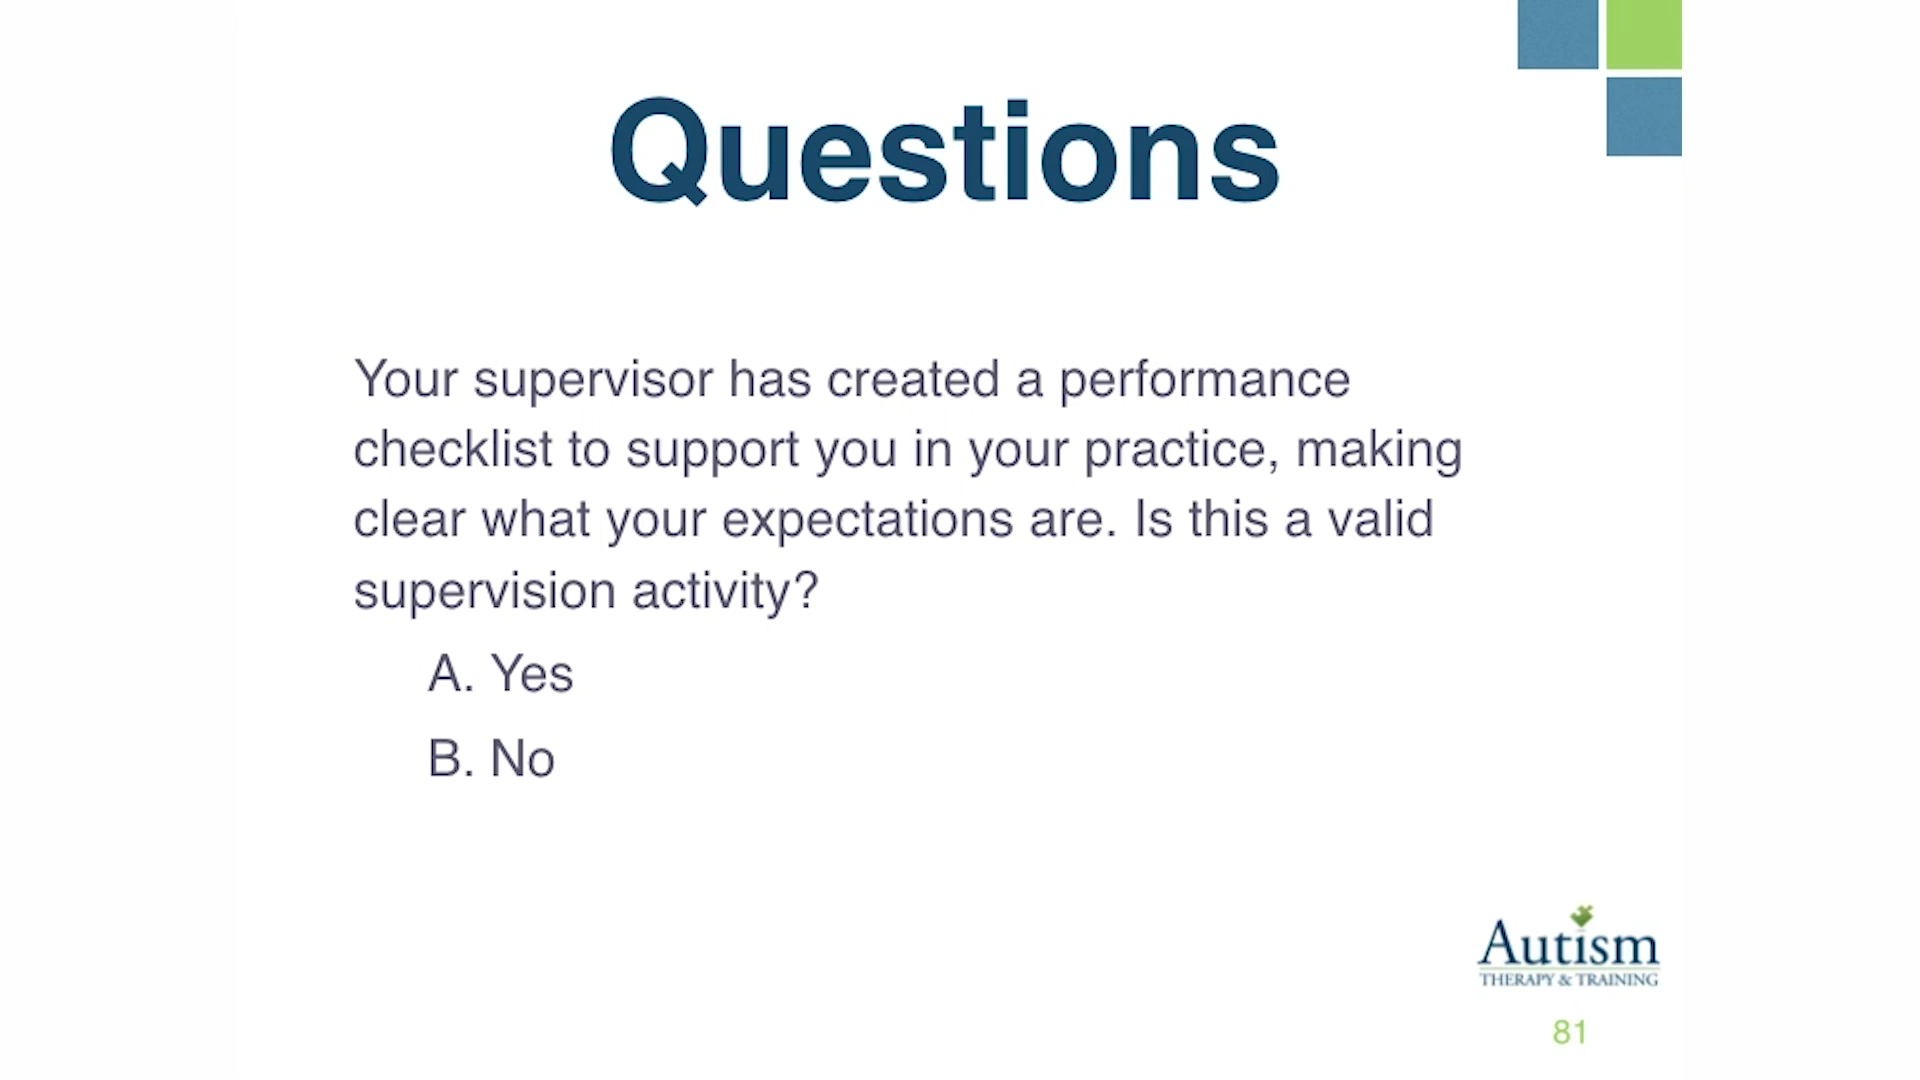 Questions
Your supervisor has created a performance
checklist to support you in your practice, making
clear what your expectations are. Is this a valid
supervision activity?
A. Yes
B. No
Autism
THERAPY & TRAINING
81